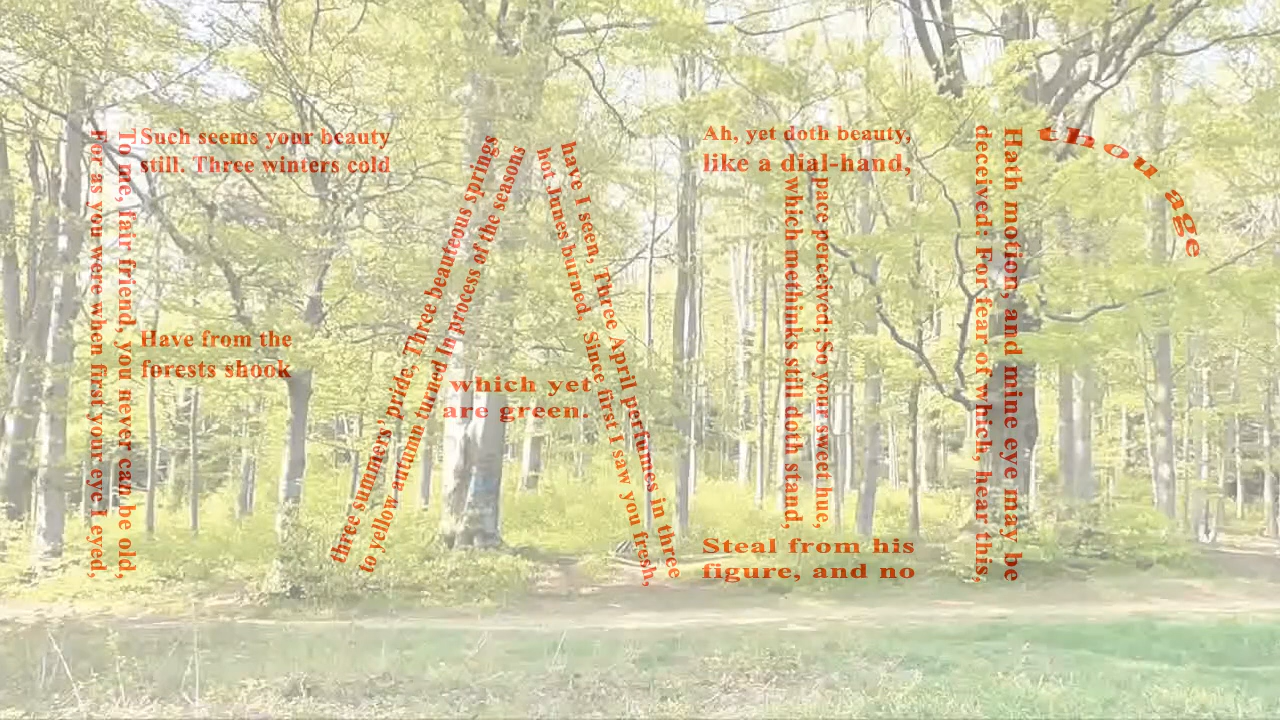 To me, fair friend, you never can be old,
For as you were when first your eye I eyed,
Such seems your beauty
still. Three winters cold
Have from the
forests shook
three summers' pride, Three beauteous springs
to yellow autumn turned In process of the seasons
have I seen, Three April perfumes in three
hot Junes burned, Since first I saw you fresh,
which yet
are green.
Ah, yet doth beauty,
like a dial-hand,
Steal from his
figure, and no
pace perceived; So your sweet hue,
which methinks still doth stand,
Hath motion, and mine eye may be
deceived: For fear of which, hear this,
thou age